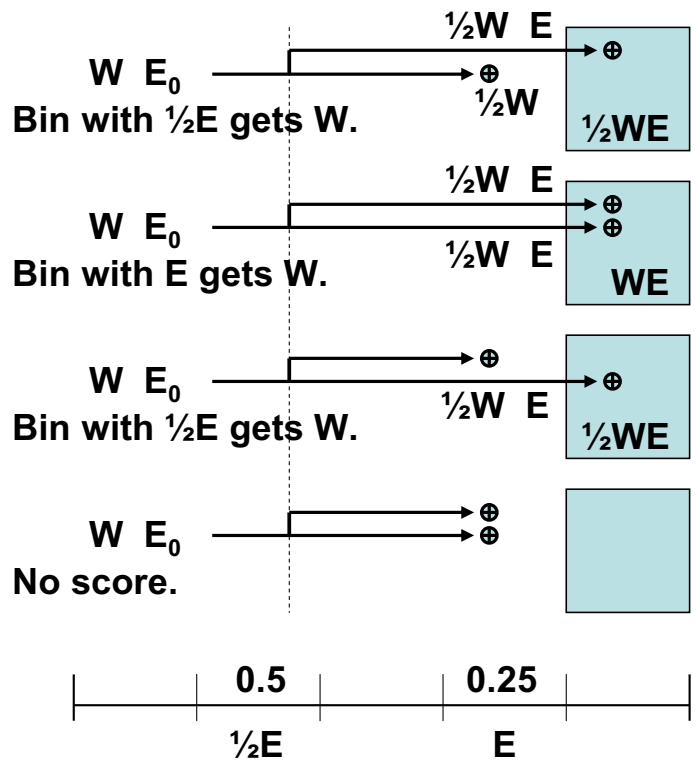 ½W E
W E₀
½W
Bin with ½E gets W.
½WE
½W E
W E₀
½W E
Bin with E gets W.
WE
W E₀
½W E
Bin with ½E gets W.
½WE
W E₀
No score.
0.5 0.25
½E E